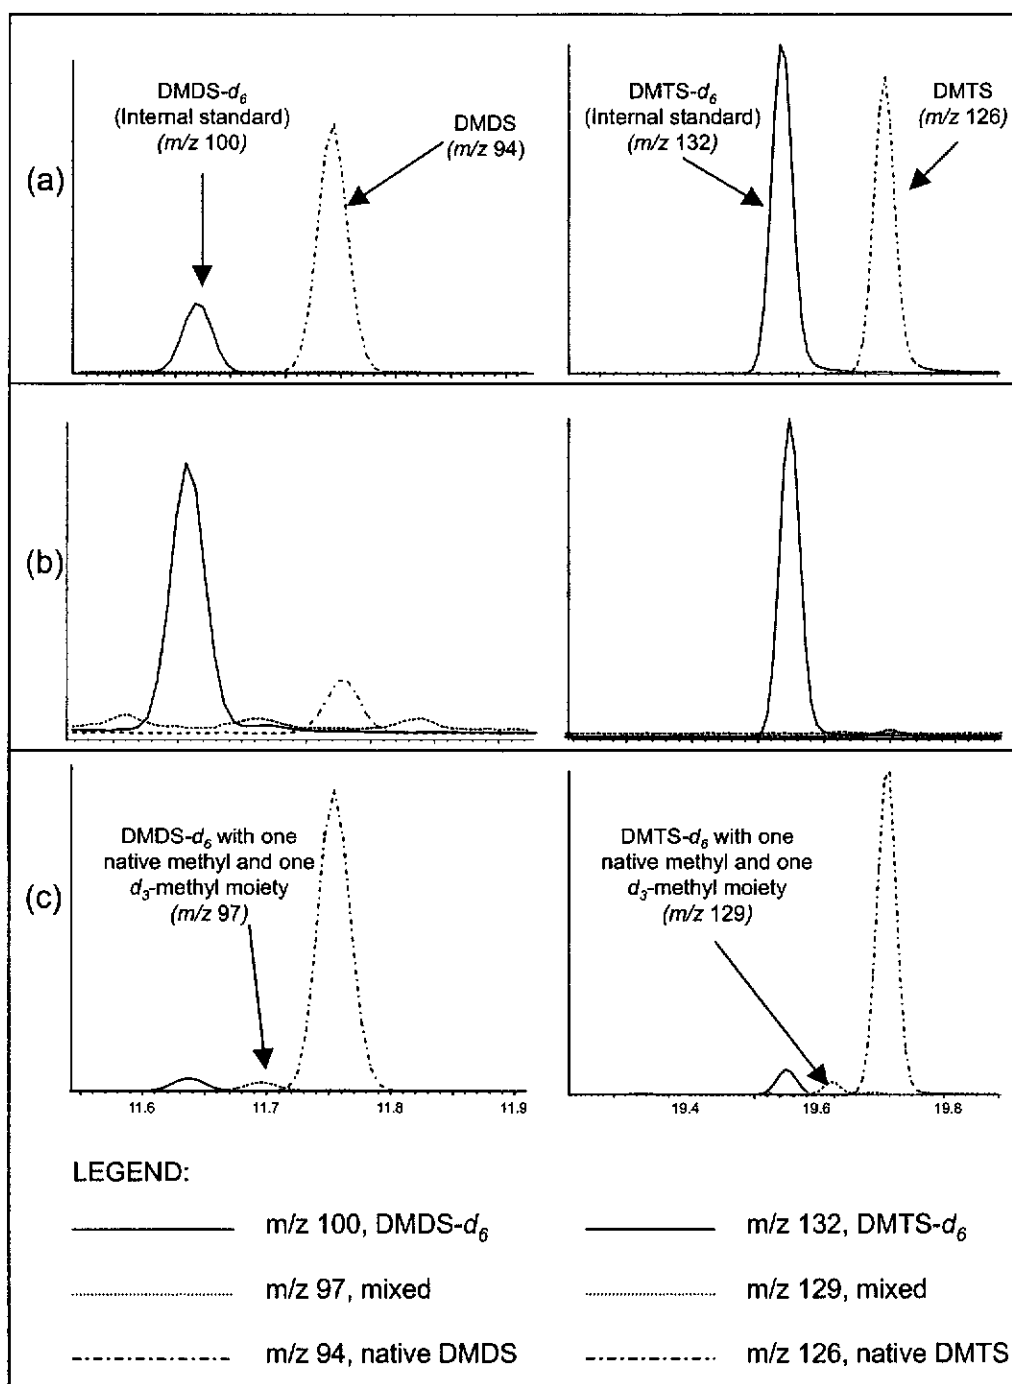 (a)
DMDS-d6
(Internal standard)
(m/z 100)
DMDS
(m/z 94)
DMTS-d6
(Internal standard)
(m/z 132)
DMTS
(m/z 126)
(b)
(c)
DMDS-d6 with one
native methyl and one
d3-methyl moiety
(m/z 97)
DMTS-d6 with one
native methyl and one
d3-methyl moiety
(m/z 129)
11.6 11.7 11.8 11.9
19.4 19.6 19.8
LEGEND:
m/z 100, DMDS-d6
m/z 132, DMTS-d6
m/z 97, mixed
m/z 129, mixed
m/z 94, native DMDS
m/z 126, native DMTS